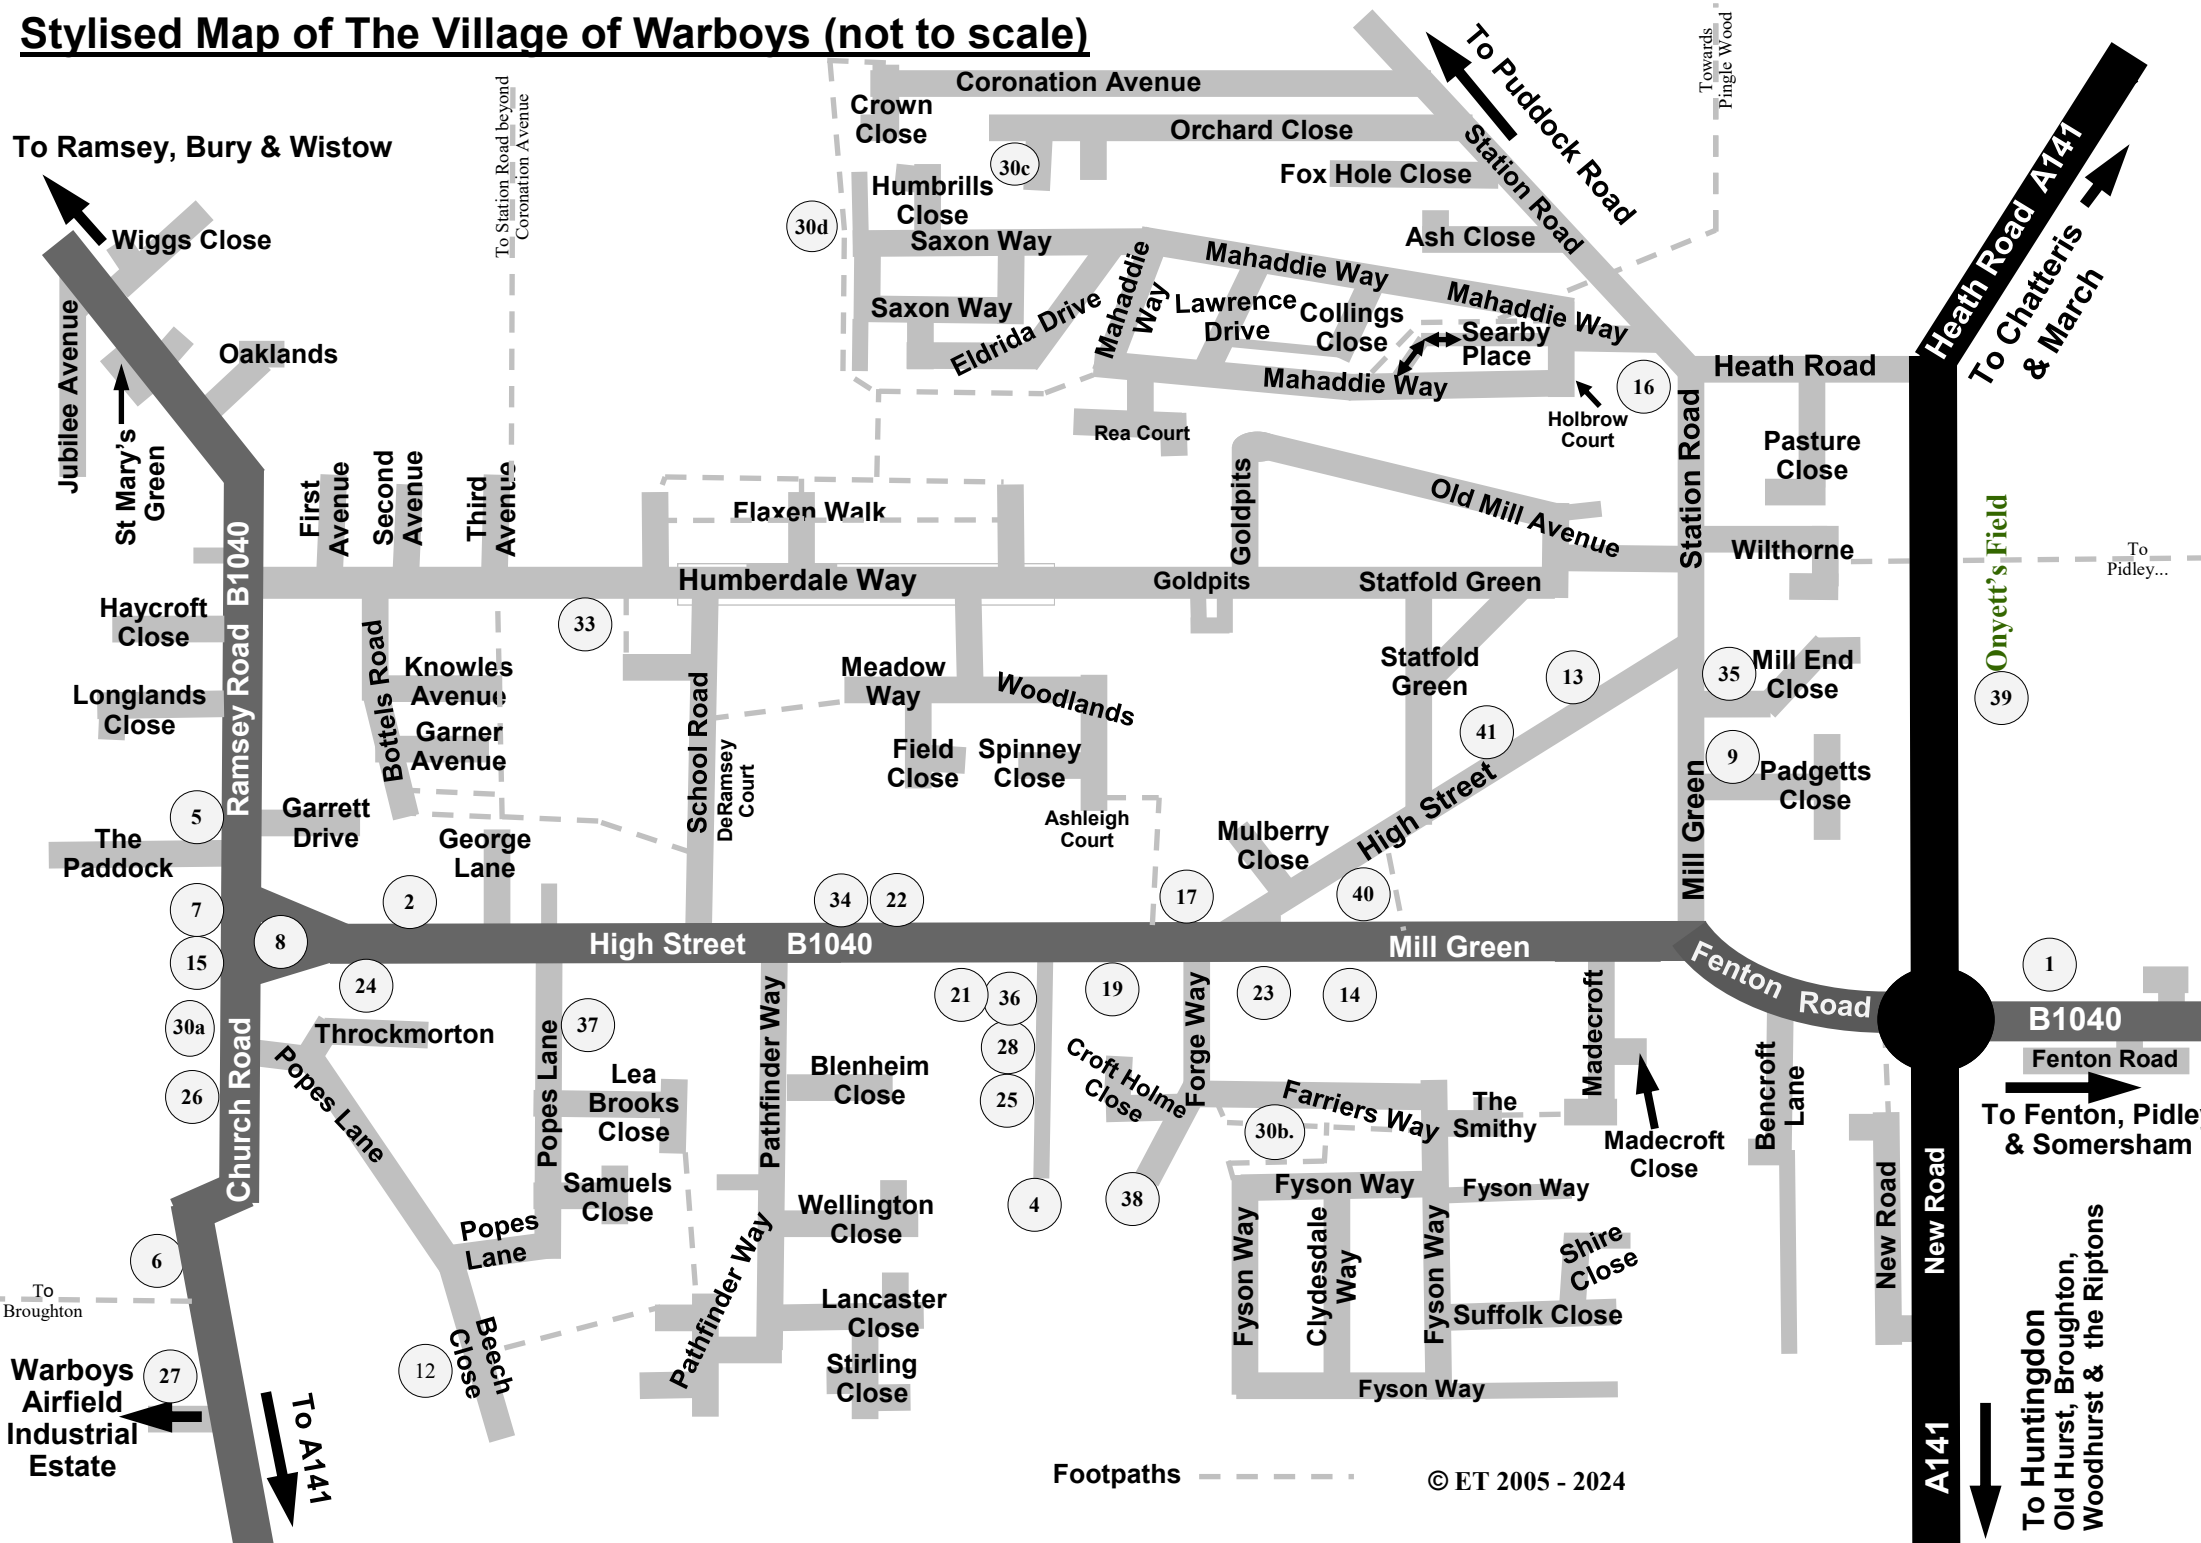 Stylised Map of The Village of Warboys (not to scale)
To Ramsey, Bury & Wistow
To Station Road beyond
Coronation Avenue
Coronation Avenue
Crown
Close
Orchard Close
30c
Humbrills
Close
30d
Saxon Way
Saxon Way
Eldrida Drive
Fox Hole Close
Ash Close
Station Road
To Puddock Road
Towards
Pingle Wood
Heath Road A141
To Chatteris
& March
Mahaddie Way
Mahaddie Way
Mahaddie
Way
Lawrence
Drive
Collings
Close
Searby
Place
Mahaddie Way
Rea Court
Holbrow
Court
16
Heath Road
Pasture
Close
Station Road
Wiggs Close
Oaklands
Jubilee Avenue
St Mary's
Green
First
Avenue
Second
Avenue
Third
Avenue
Flaxen Walk
Goldpits
Old Mill Avenue
Wilthorne
To
Pidley...
Onyett's Field
39
Humberdale Way
Goldpits
Statfold Green
Ramsey Road B1040
Haycroft
Close
Longlands
Close
33
Bottels Road
Knowles
Avenue
Garner
Avenue
School Road
DeRamsey
Court
Meadow
Way
Woodlands
Field
Close
Spinney
Close
Ashleigh
Court
Statfold
Green
13
41
35
Mill End
Close
9
Padgetts
Close
Mill Green
High Street
Mulberry
Close
5
The
Paddock
Garrett
Drive
George
Lane
7
2
34
22
17
40
15
8
High Street B1040
Mill Green
Fenton Road
1
B1040
Fenton Road
To Fenton, Pidley
& Somersham
24
30a
26
Church Road
Throckmorton
Popes Lane
Popes Lane
37
Lea
Brooks
Close
Samuels
Close
Popes
Lane
Pathfinder Way
Blenheim
Close
Wellington
Close
Lancaster
Close
Stirling
Close
Pathfinder Way
21
36
28
25
4
19
Croft Holme
Close
Forge Way
38
23
14
Farriers Way
30b.
The
Smithy
Madecroft
Madecroft
Close
Bencroft
Lane
Fyson Way
Fyson Way
Fyson Way
Clydesdale
Way
Fyson Way
Shire
Close
Suffolk Close
Fyson Way
New Road
New Road
A141
To Huntingdon
Old Hurst, Broughton,
Woodhurst & the Riptons
6
To
Broughton
27
Warboys
Airfield
Industrial
Estate
To A141
12
Beech
Close
Footpaths
© ET 2005 - 2024